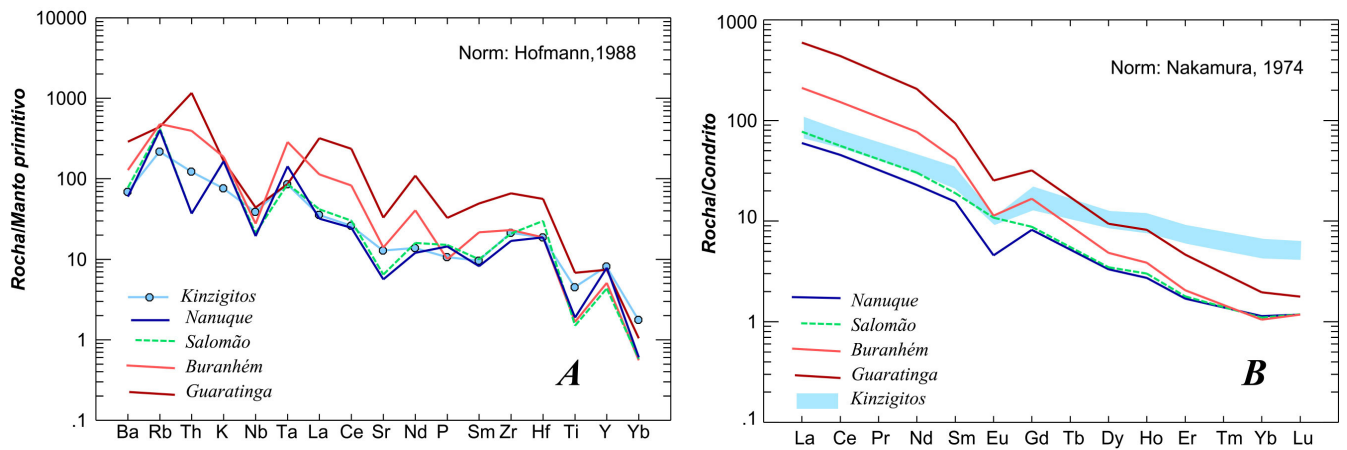 10000
1000
100
10
1
.1
Rocha/Manto primitivo
Norm: Hofmann,1988
Kinzigitos
Nanuque
Salomão
Buranhém
Guaratinga
A
Ba Rb Th K Nb Ta La Ce Sr Nd P Sm Zr Hf Ti Y Yb
1000
100
10
1
.1
Rocha/Condrito
Norm: Nakamura, 1974
Nanuque
Salomão
Buranhém
Guaratinga
Kinzigitos
B
La Ce Pr Nd Sm Eu Gd Tb Dy Ho Er Tm Yb Lu